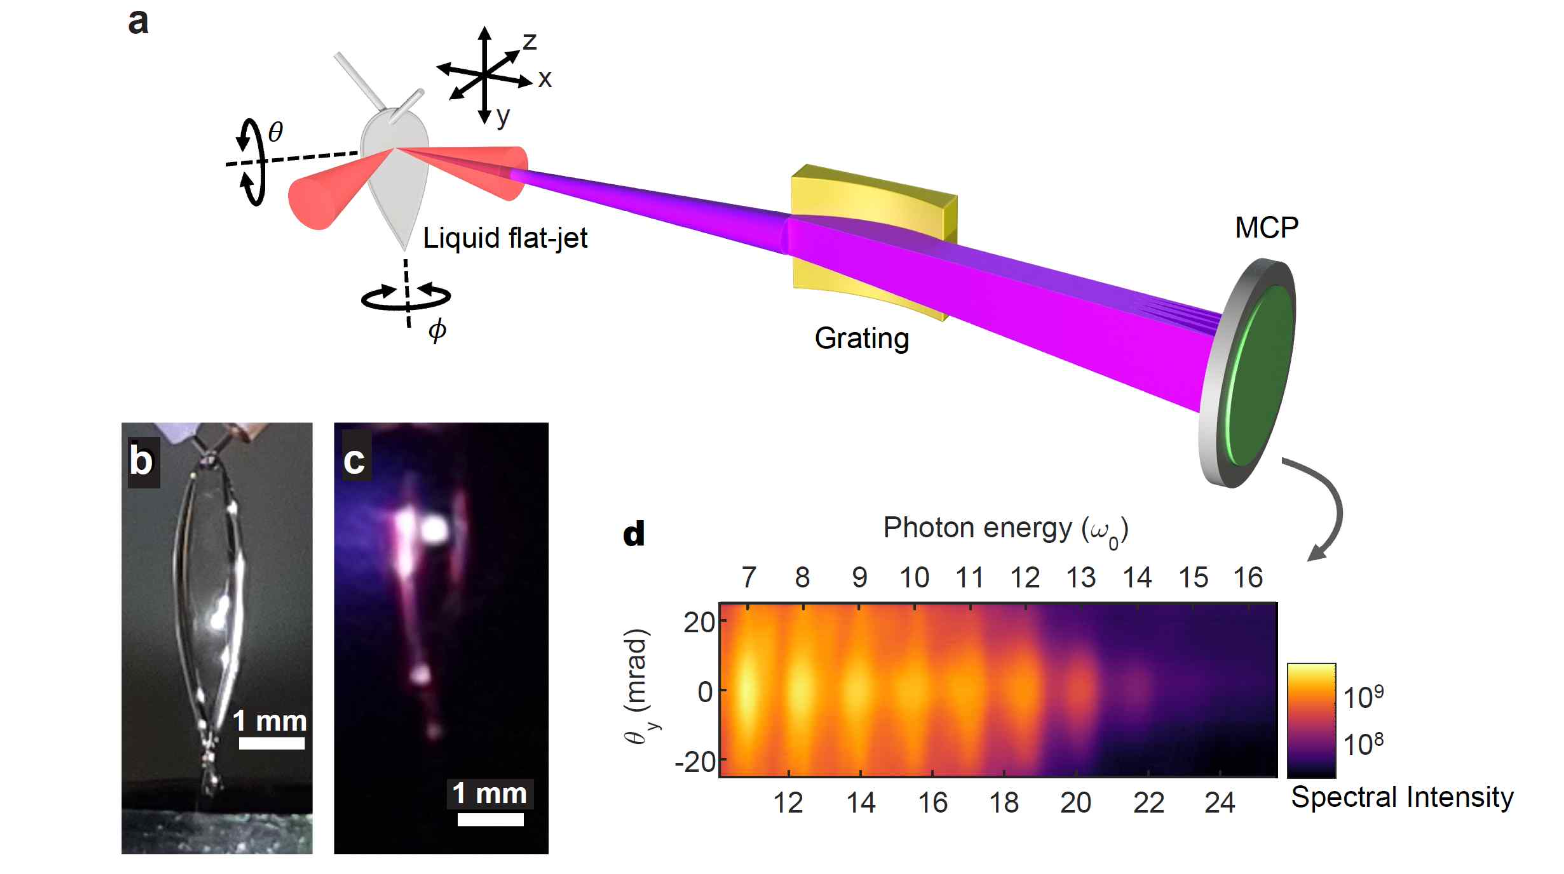 a
z
x
y
θ
Liquid flat-jet
ϕ
Grating
MCP
b
1 mm
c
1 mm
d
Photon energy (ω₀)
7 8 9 10 11 12 13 14 15 16
θy (mrad)
20
0
-20
12 14 16 18 20 22 24
10⁹
10⁸
Spectral Intensity